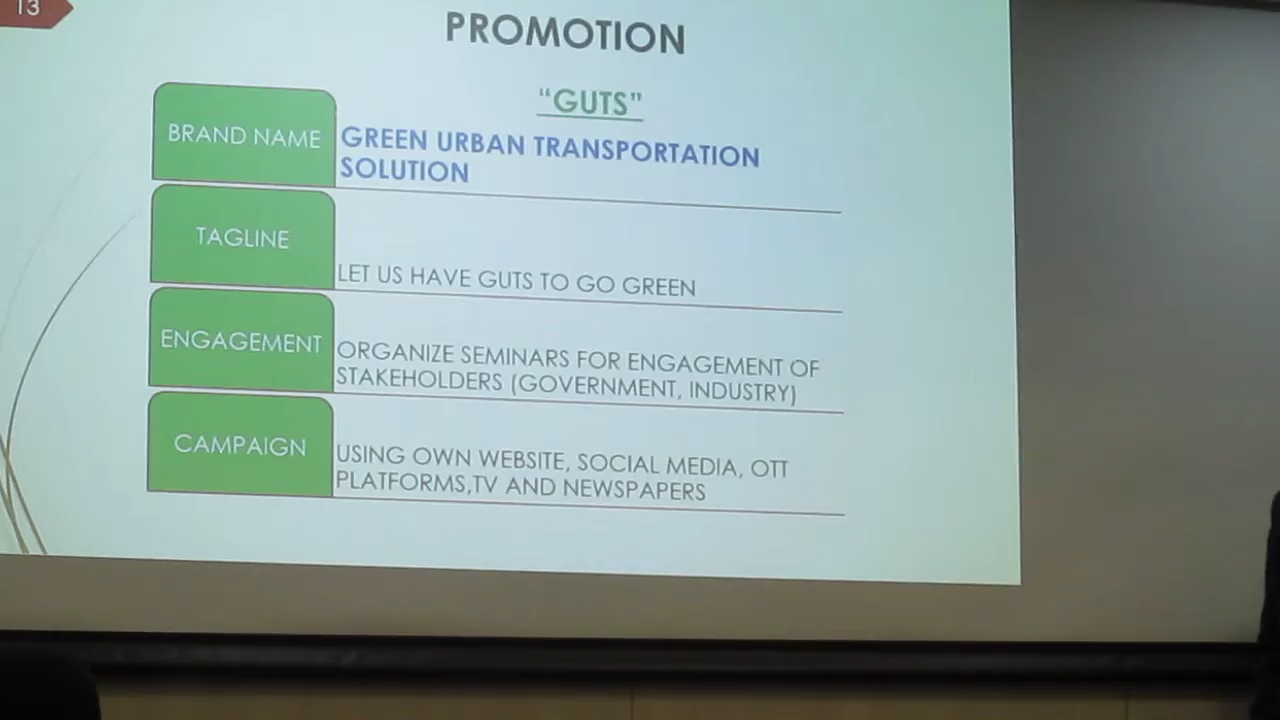 13
PROMOTION
“GUTS”
BRAND NAME
GREEN URBAN TRANSPORTATION
SOLUTION
TAGLINE
LET US HAVE GUTS TO GO GREEN
ENGAGEMENT
ORGANIZE SEMINARS FOR ENGAGEMENT OF
STAKEHOLDERS (GOVERNMENT, INDUSTRY)
CAMPAIGN
USING OWN WEBSITE, SOCIAL MEDIA, OTT
PLATFORMS,TV AND NEWSPAPERS